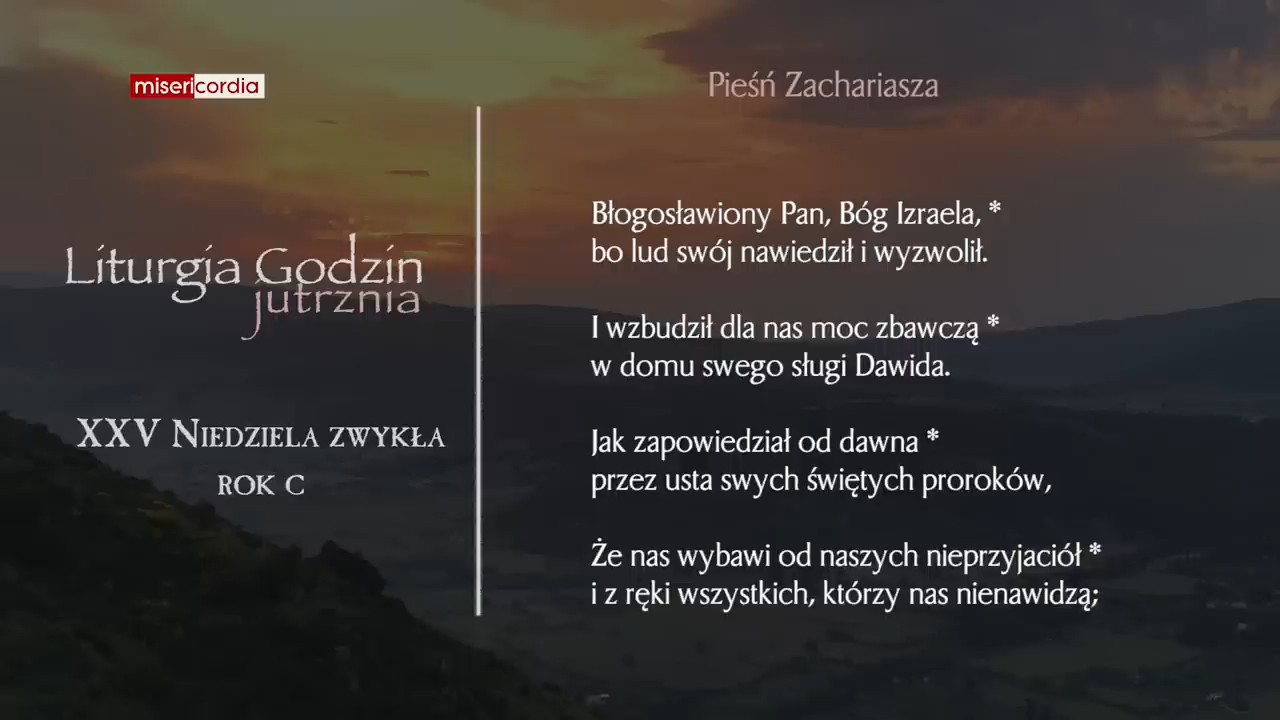 misericordia
Liturgia Godzin
jutrznia
XXV Niedziela zwykła
rok C
Pieśń Zachariasza
Błogosławiony Pan, Bóg Izraela, *
bo lud swój nawiedził i wyzwolił.
I wzbudził dla nas moc zbawczą *
w domu swego sługi Dawida.
Jak zapowiedział od dawna *
przez usta swych świętych proroków,
Że nas wybawi od naszych nieprzyjaciół *
i z ręki wszystkich, którzy nas nienawidzą;